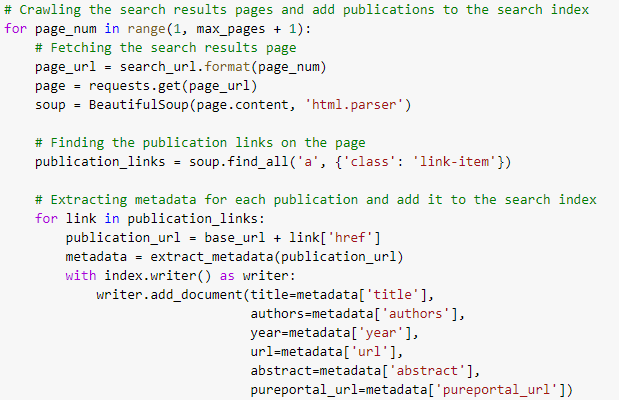 # Crawling the search results pages and add publications to the search index
for page_num in range(1, max_pages + 1):
    # Fetching the search results page
    page_url = search_url.format(page_num)
    page = requests.get(page_url)
    soup = BeautifulSoup(page.content, 'html.parser')

    # Finding the publication links on the page
    publication_links = soup.find_all('a', {'class': 'link-item'})

    # Extracting metadata for each publication and add it to the search index
    for link in publication_links:
        publication_url = base_url + link['href']
        metadata = extract_metadata(publication_url)
        with index.writer() as writer:
            writer.add_document(title=metadata['title'],
                                authors=metadata['authors'],
                                year=metadata['year'],
                                url=metadata['url'],
                                abstract=metadata['abstract'],
                                pureportal_url=metadata['pureportal_url'])